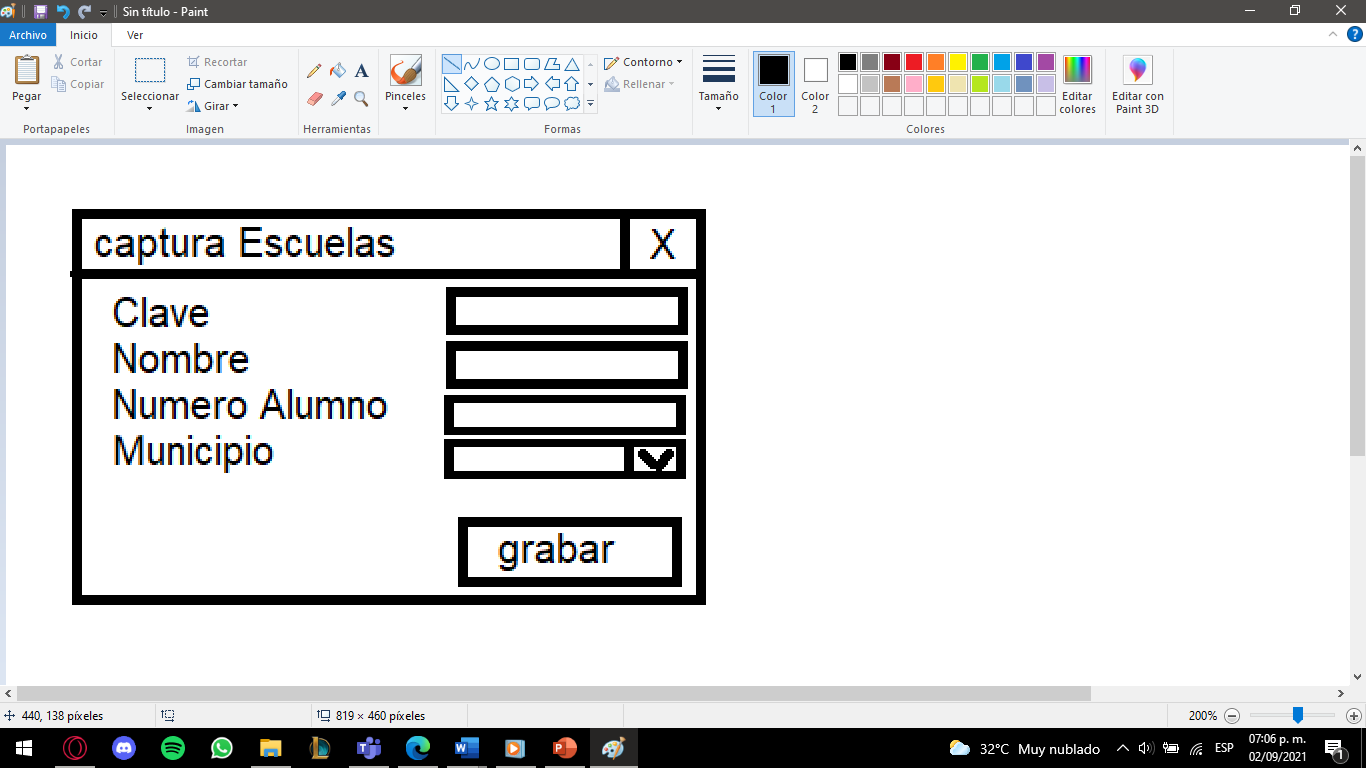 Sin título - Paint
Archivo Inicio Ver
Pegar
Cortar
Copiar
Portapapeles
Seleccionar
Recortar
Cambiar tamaño
Girar
Imagen
A
Herramientas
Pinceles
Contorno
Rellenar
Formas
Tamaño
Color 1
Color 2
Editar colores
Colores
Editar con Paint 3D
captura Escuelas X
Clave
Nombre
Numero Alumno
Municipio
grabar
440, 138 píxeles 819 × 460 píxeles 200%
32°C Muy nublado ESP 07:06 p. m.
02/09/2021 1